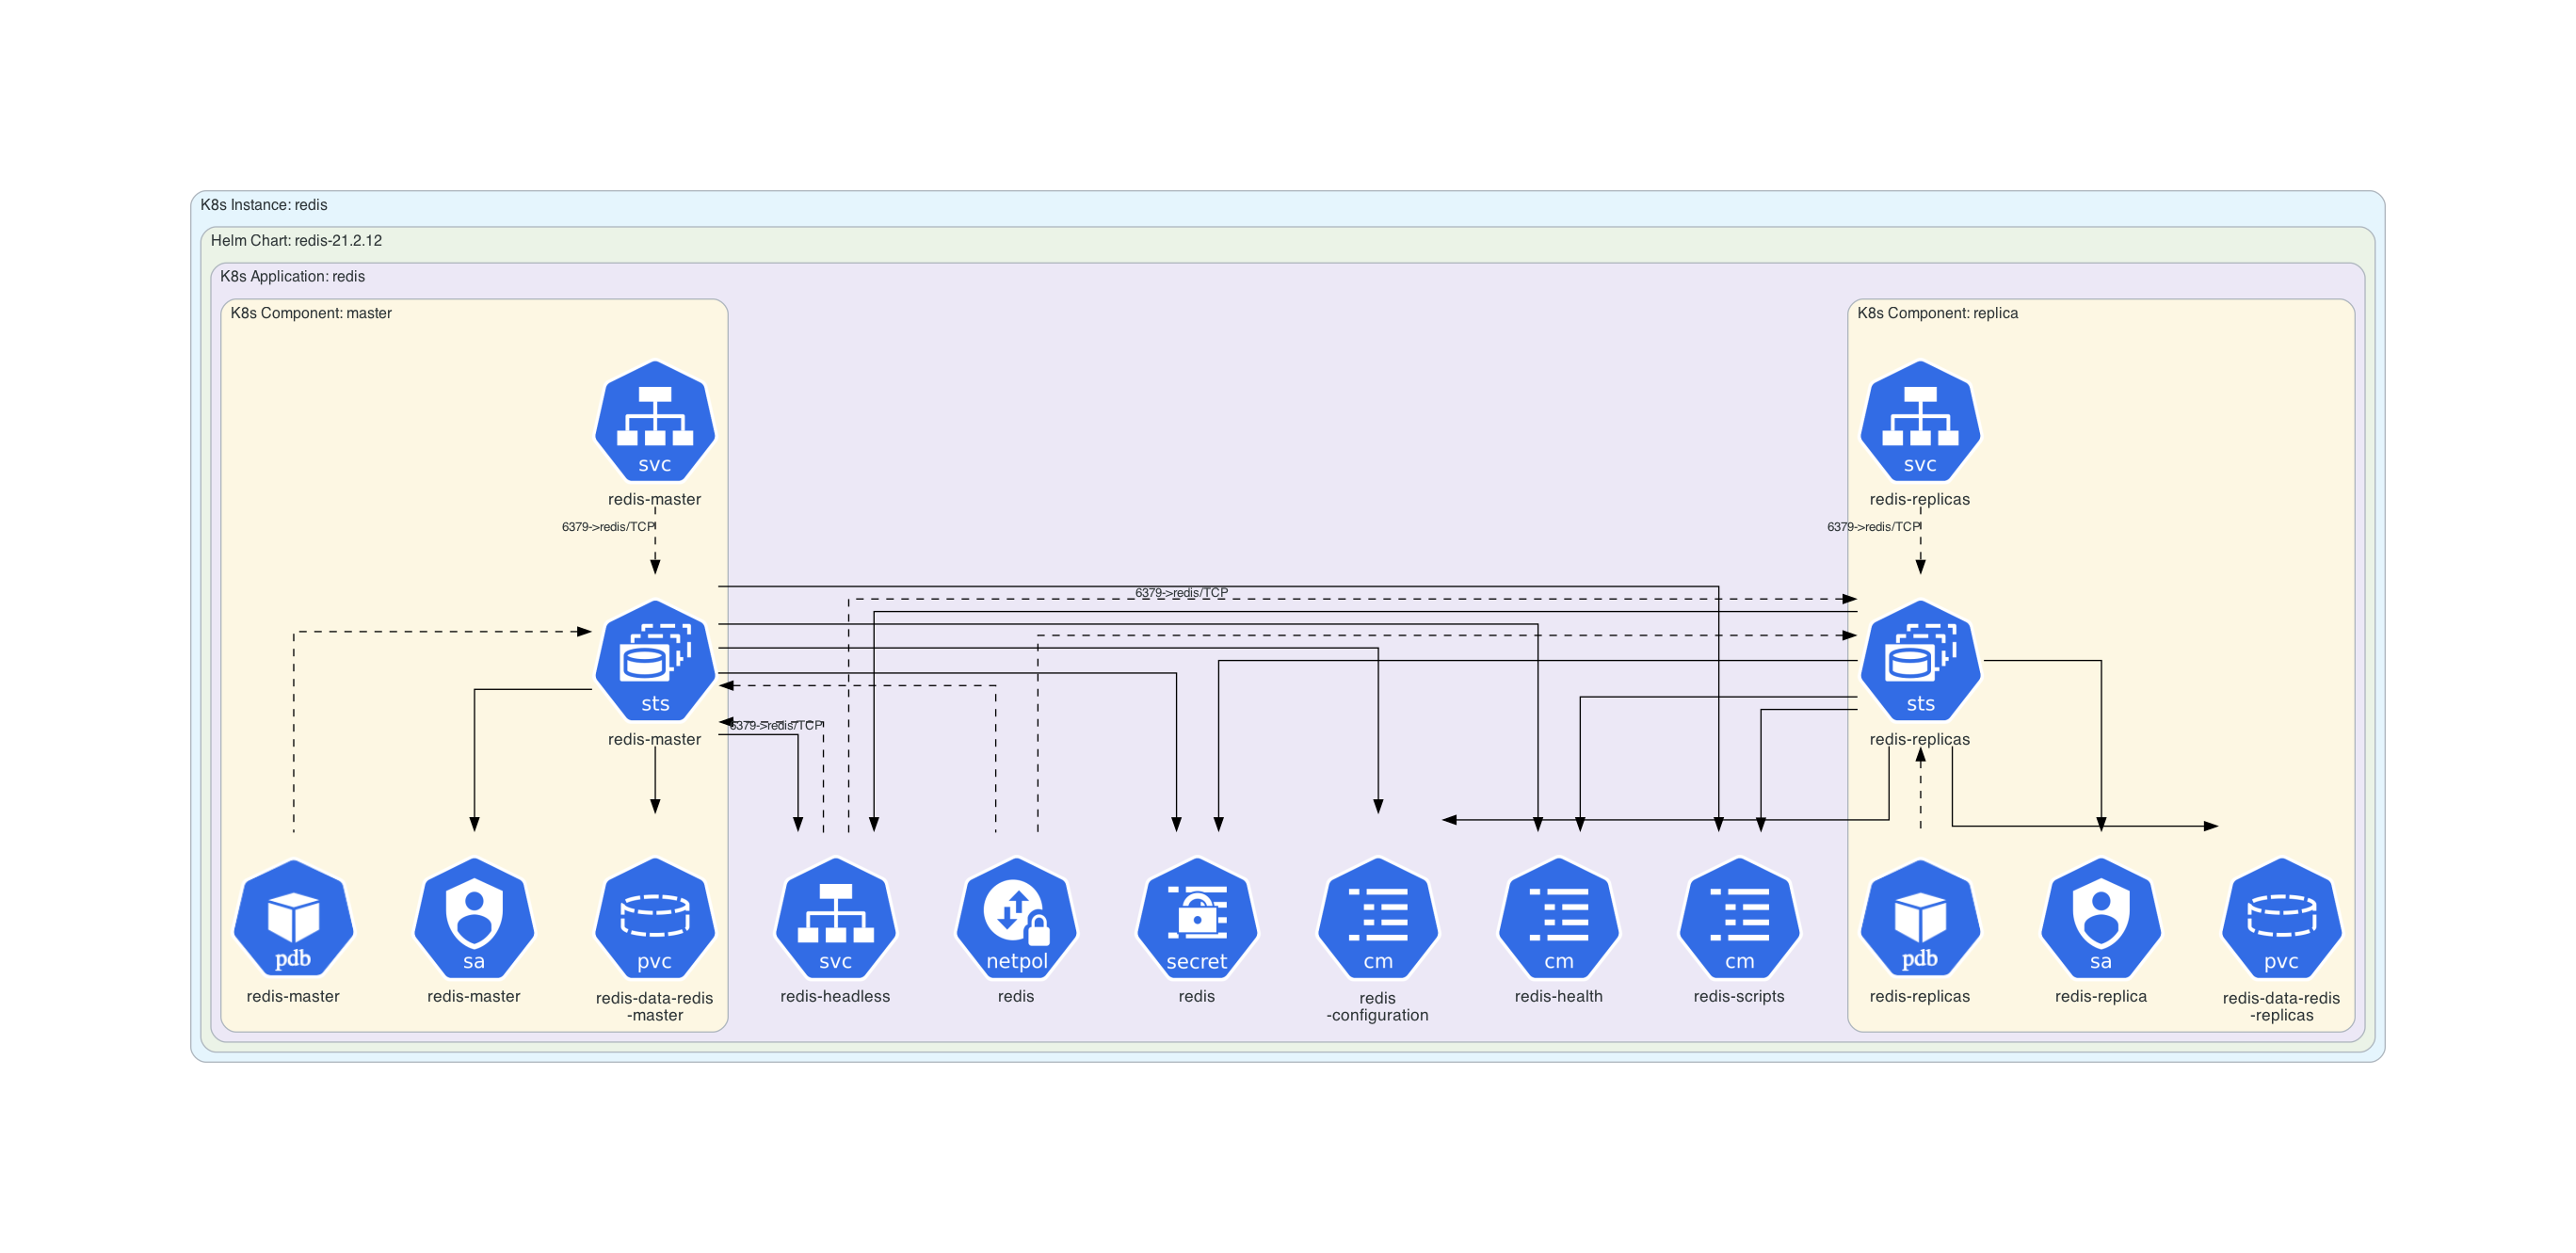 K8s Instance: redis
Helm Chart: redis-21.2.12
K8s Application: redis
K8s Component: master
K8s Component: replica
svc
redis-master
6379->redis/TCP
svc
redis-replicas
6379->redis/TCP
6379->redis/TCP
sts
redis-master
6379->redis/TCP
sts
redis-replicas
pdb
redis-master
sa
redis-master
pvc
redis-data-redis
-master
svc
redis-headless
netpol
redis
secret
redis
cm
redis
-configuration
cm
redis-health
cm
redis-scripts
pdb
redis-replicas
sa
redis-replica
pvc
redis-data-redis
-replicas